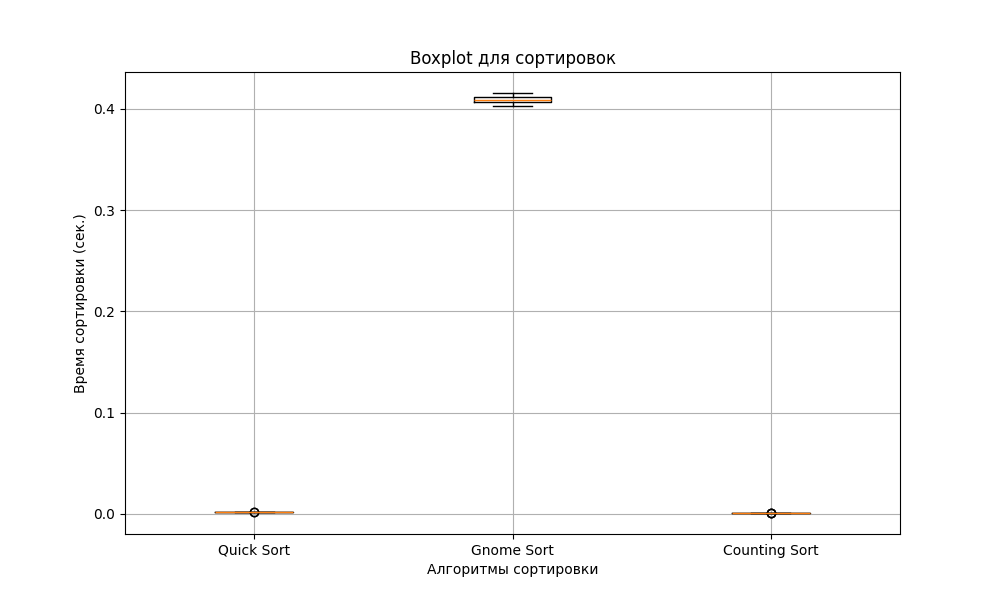 Boxplot для сортировок
Время сортировки (сек.)
0.4
0.3
0.2
0.1
0.0
Quick Sort
Gnome Sort
Counting Sort
Алгоритмы сортировки